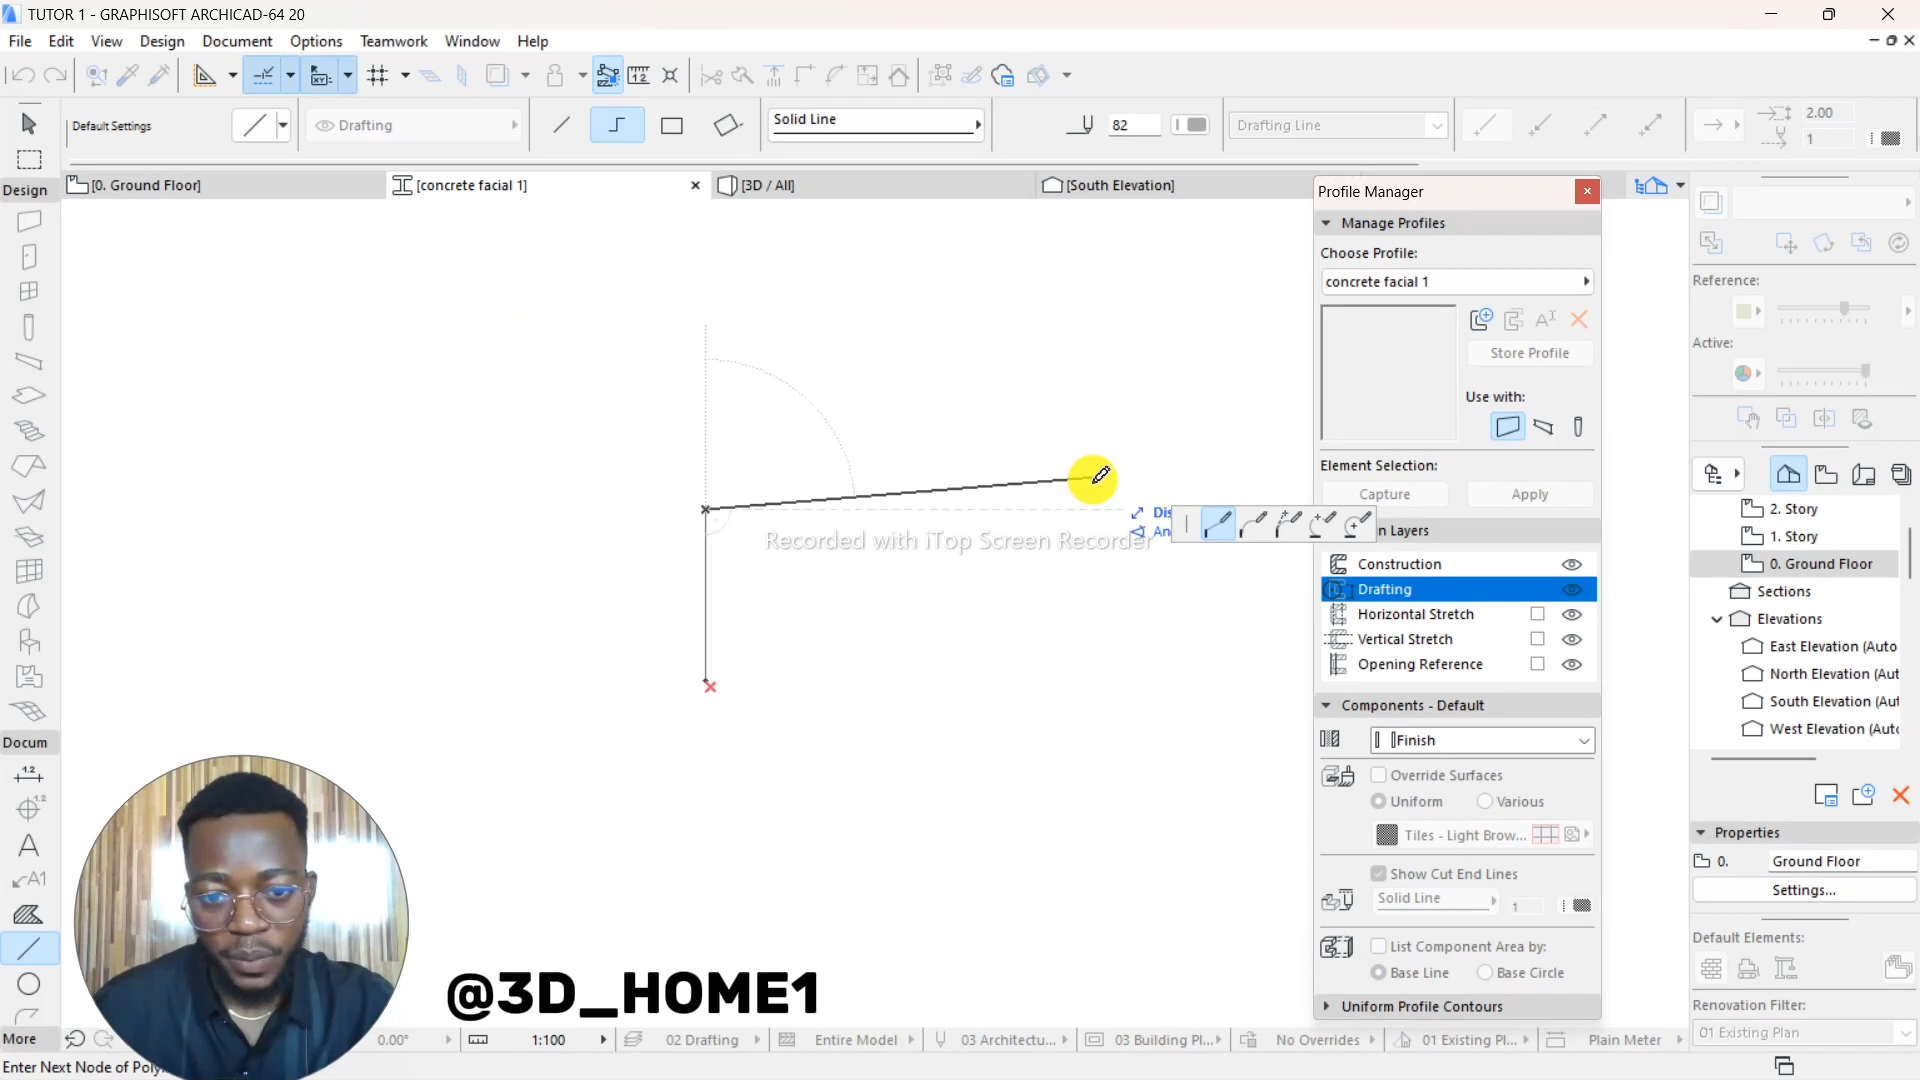 TUTOR 1 - GRAPHISOFT ARCHICAD-64 20
File Edit View Design Document Options Teamwork Window Help
Default Settings
Drafting
Solid Line
82
Drafting Line
2.00
1
Design
[0. Ground Floor]
[concrete facial 1]
[3D / All]
[South Elevation]
Profile Manager
Manage Profiles
Choose Profile:
concrete facial 1
Store Profile
Use with:
Element Selection:
Capture
Apply
n Layers
Construction
Drafting
Horizontal Stretch
Vertical Stretch
Opening Reference
Components - Default
Finish
Override Surfaces
Uniform
Various
Tiles - Light Brow...
Show Cut End Lines
Solid Line
1
List Component Area by:
Base Line
Base Circle
Uniform Profile Contours
Dis
An
Recorded with iTop Screen Recorder
Reference:
Active:
2. Story
1. Story
0. Ground Floor
Sections
Elevations
East Elevation (Auto
North Elevation (Aut
South Elevation (Aut
West Elevation (Auto
Properties
0.
Ground Floor
Settings...
Default Elements:
Renovation Filter:
01 Existing Plan
Docum
1.2
A
A1
More
@3D_HOME1
0.00°
1:100
02 Drafting
Entire Model
03 Architectu...
03 Building Pl...
No Overrides
01 Existing Pl...
Plain Meter
Enter Next Node of Poly